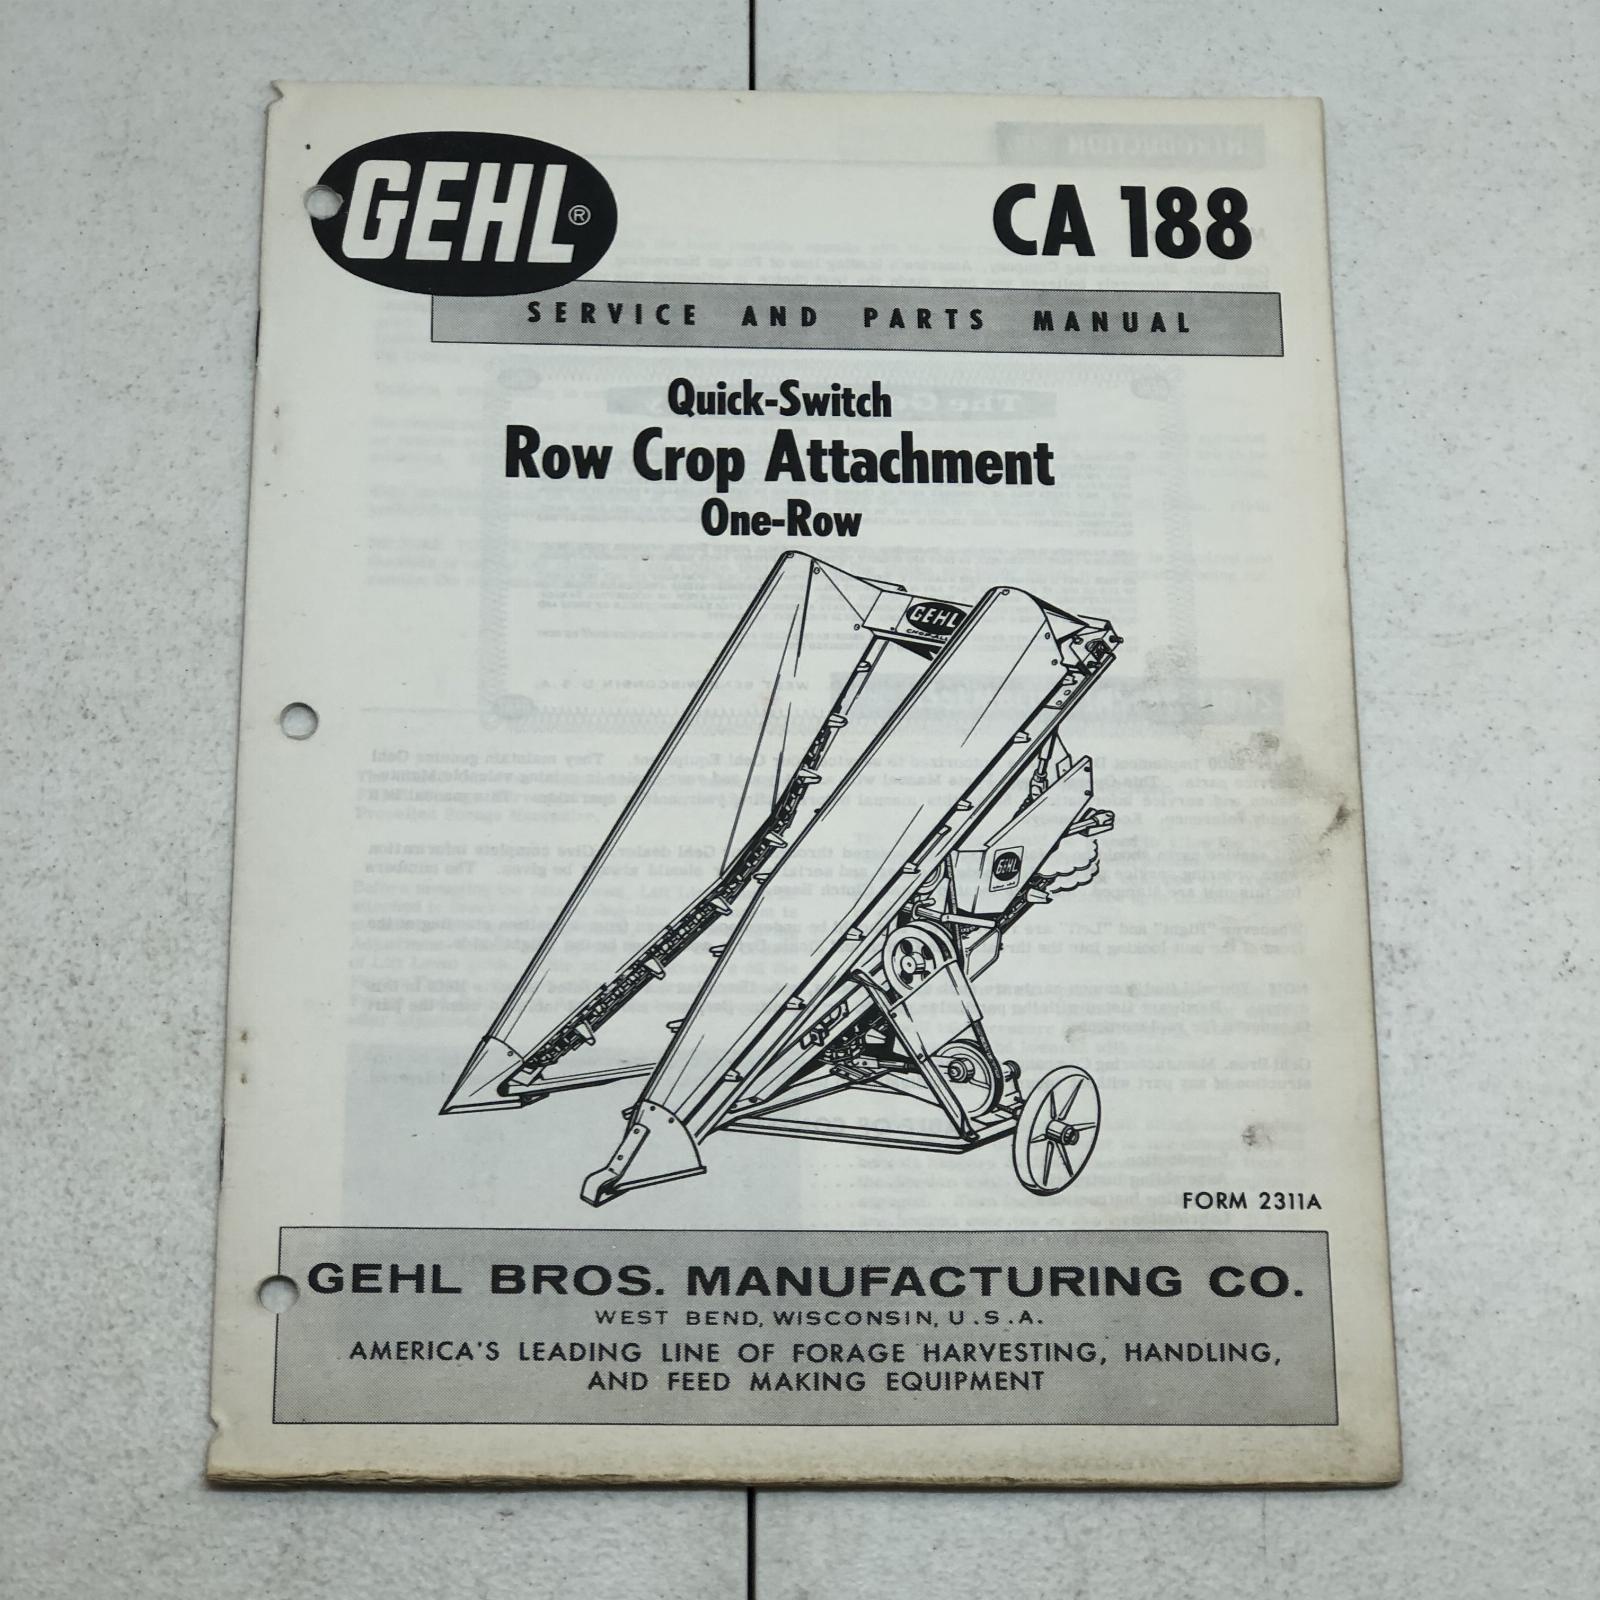 GEHL®
CA 188
SERVICE AND PARTS MANUAL
Quick-Switch
Row Crop Attachment
One-Row
GEHL
GEHL
FORM 2311A
GEHL BROS. MANUFACTURING CO.
WEST BEND, WISCONSIN, U.S.A.
AMERICA'S LEADING LINE OF FORAGE HARVESTING, HANDLING,
AND FEED MAKING EQUIPMENT